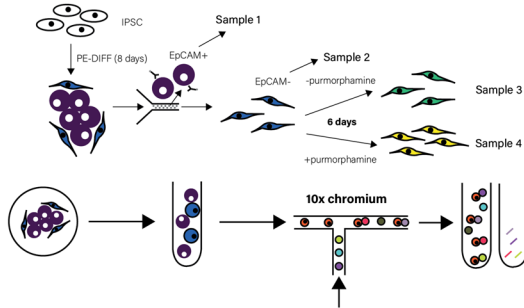 IPSC
Sample 1
PE-DIFF (8 days)
EpCAM+
Sample 2
EpCAM-
-purmorphamine
Sample 3
6 days
Sample 4
+purmorphamine
10x chromium